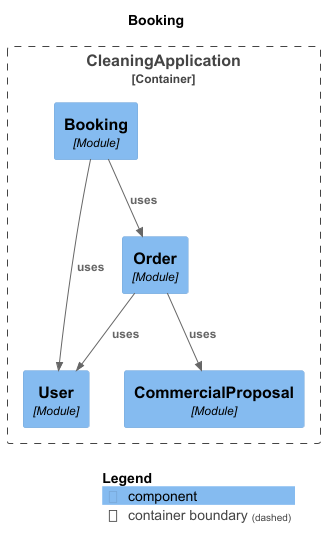 Booking
CleaningApplication
[Container]
Booking
[Module]
uses
Order
[Module]
uses
uses
uses
User
[Module]
CommercialProposal
[Module]
Legend
component
container boundary (dashed)